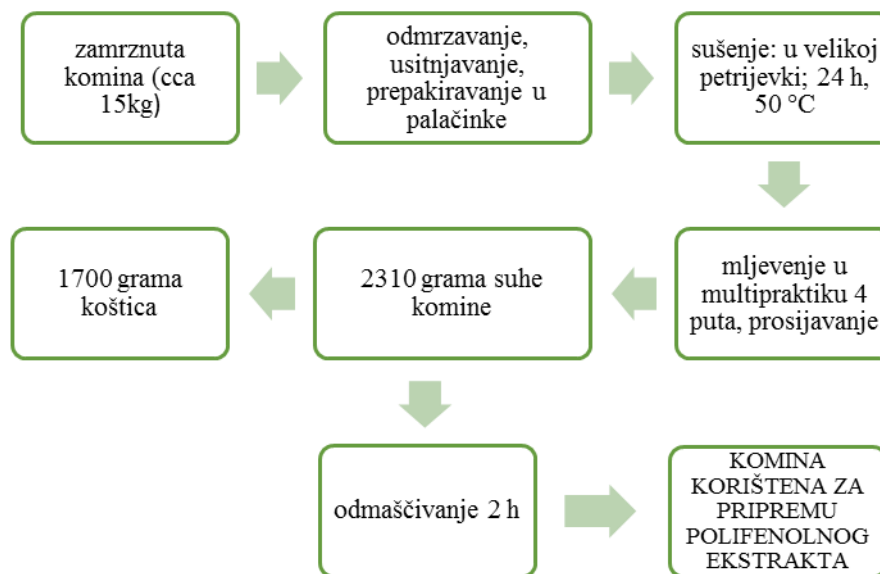 zamrznuta
komina (cca
15kg)
odmrzavanje,
usitnjavanje,
prepakiravanje u
palačinke
sušenje: u velikoj
petrijevki; 24 h,
50 °C
mljevenje u
multipraktiku 4
puta, prosijavanje
2310 grama suhe
komine
1700 grama
koštica
odmaščivanje 2 h
KOMINA
KORIŠTENA ZA
PRIPREMU
POLIFENOLNOG
EKSTRAKTA